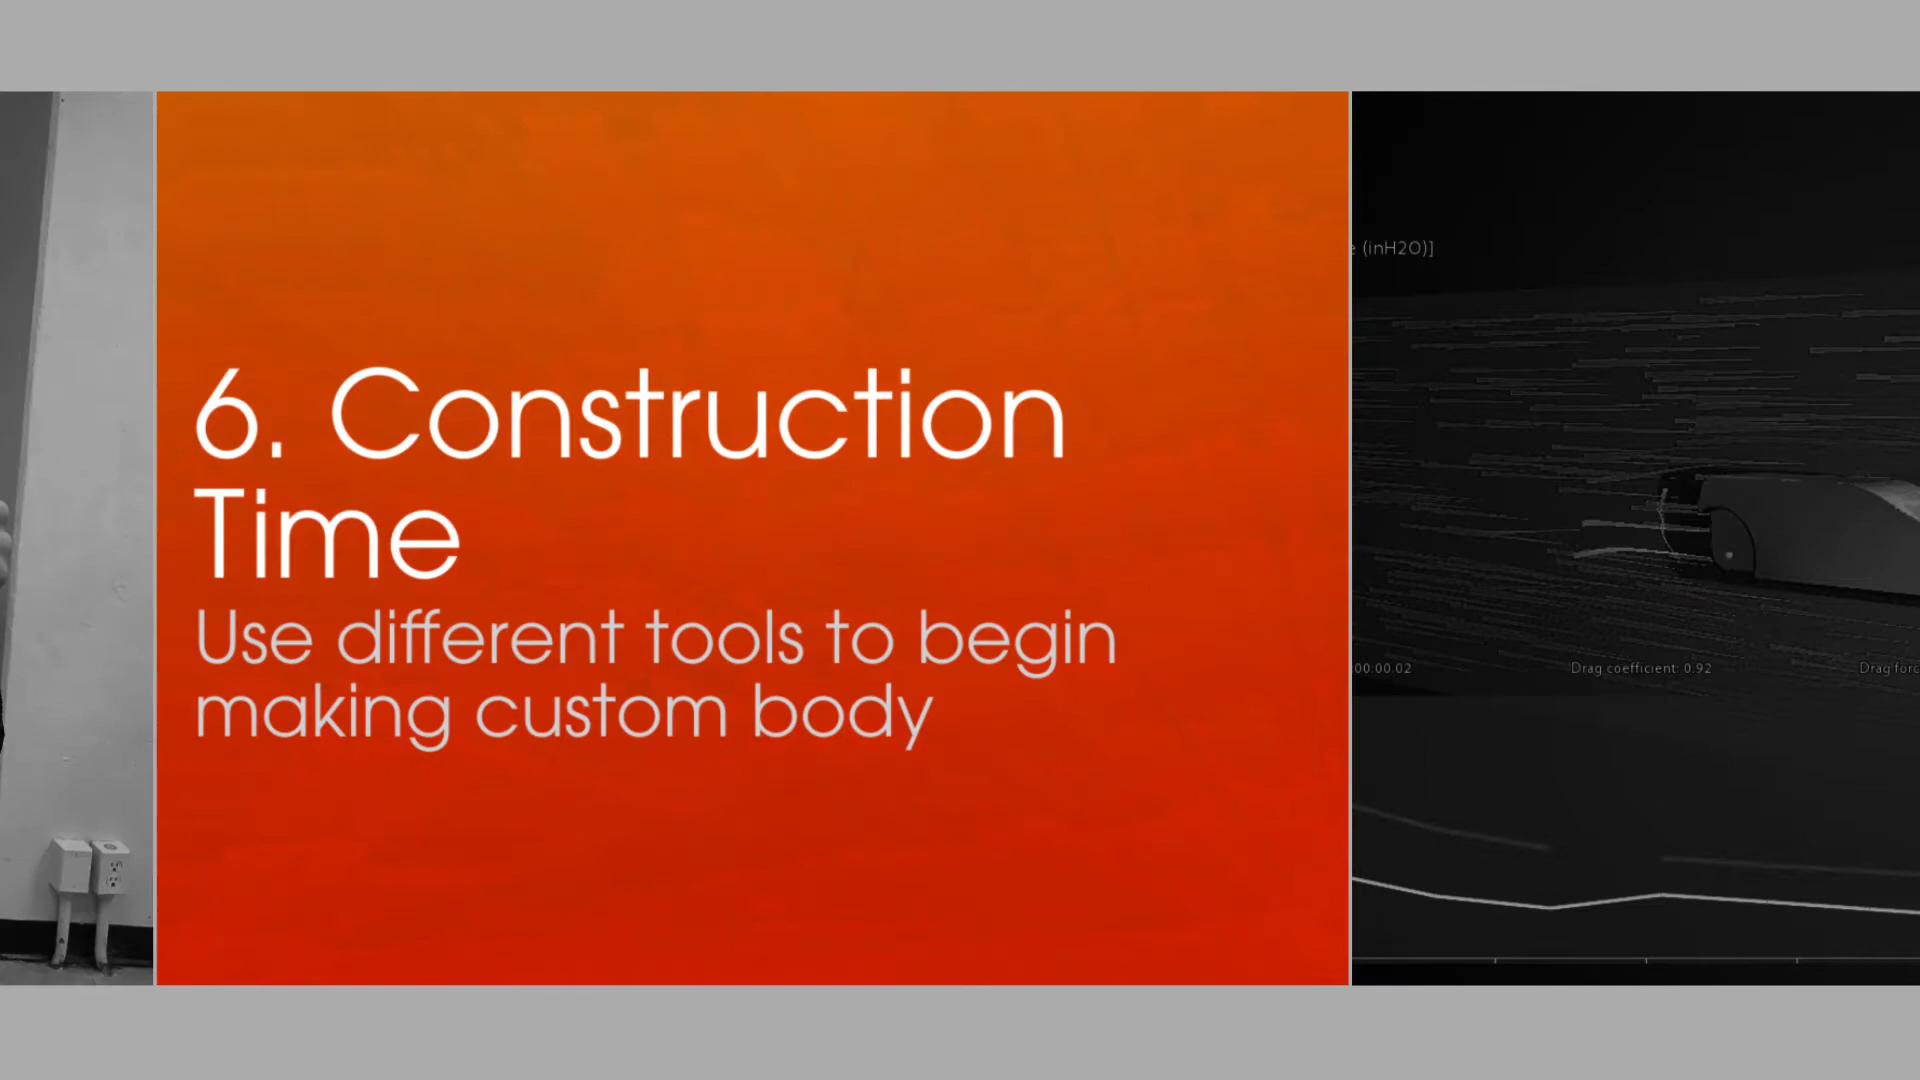 6. Construction
Time
Use different tools to begin
making custom body
(inH2O)]
00:00.02
Drag coefficient: 0.92
Drag